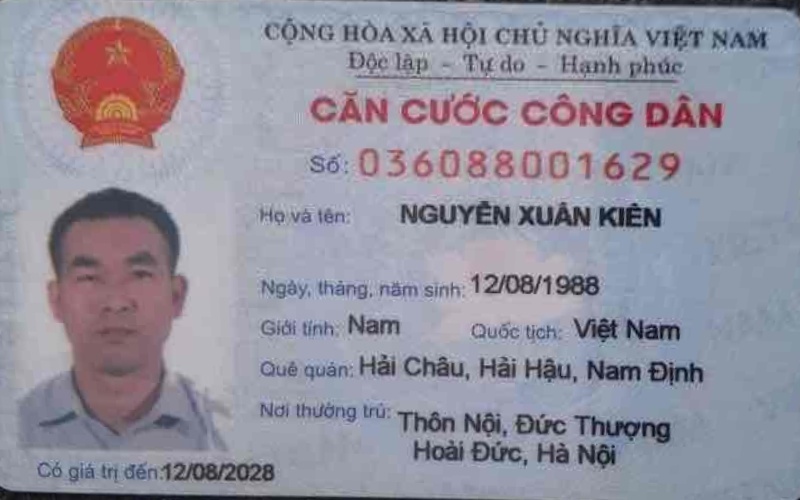 CỘNG HÒA XÃ HỘI CHỦ NGHĨA VIỆT NAM
Độc lập - Tự do - Hạnh phúc
CĂN CƯỚC CÔNG DÂN
Số: 036088001629
Họ và tên: NGUYỄN XUÂN KIÊN
Ngày, tháng, năm sinh: 12/08/1988
Giới tính: Nam Quốc tịch: Việt Nam
Quê quán: Hải Châu, Hải Hậu, Nam Định
Nơi thường trú: Thôn Nội, Đức Thượng
Hoài Đức, Hà Nội
Có giá trị đến: 12/08/2028